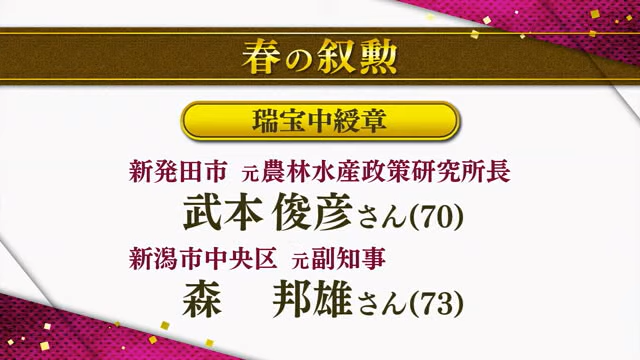 春の叙勲
瑞宝中綬章
新発田市 元農林水産政策研究所長
武本 俊彦さん(70)
新潟市中央区 元副知事
森 邦雄さん(73)